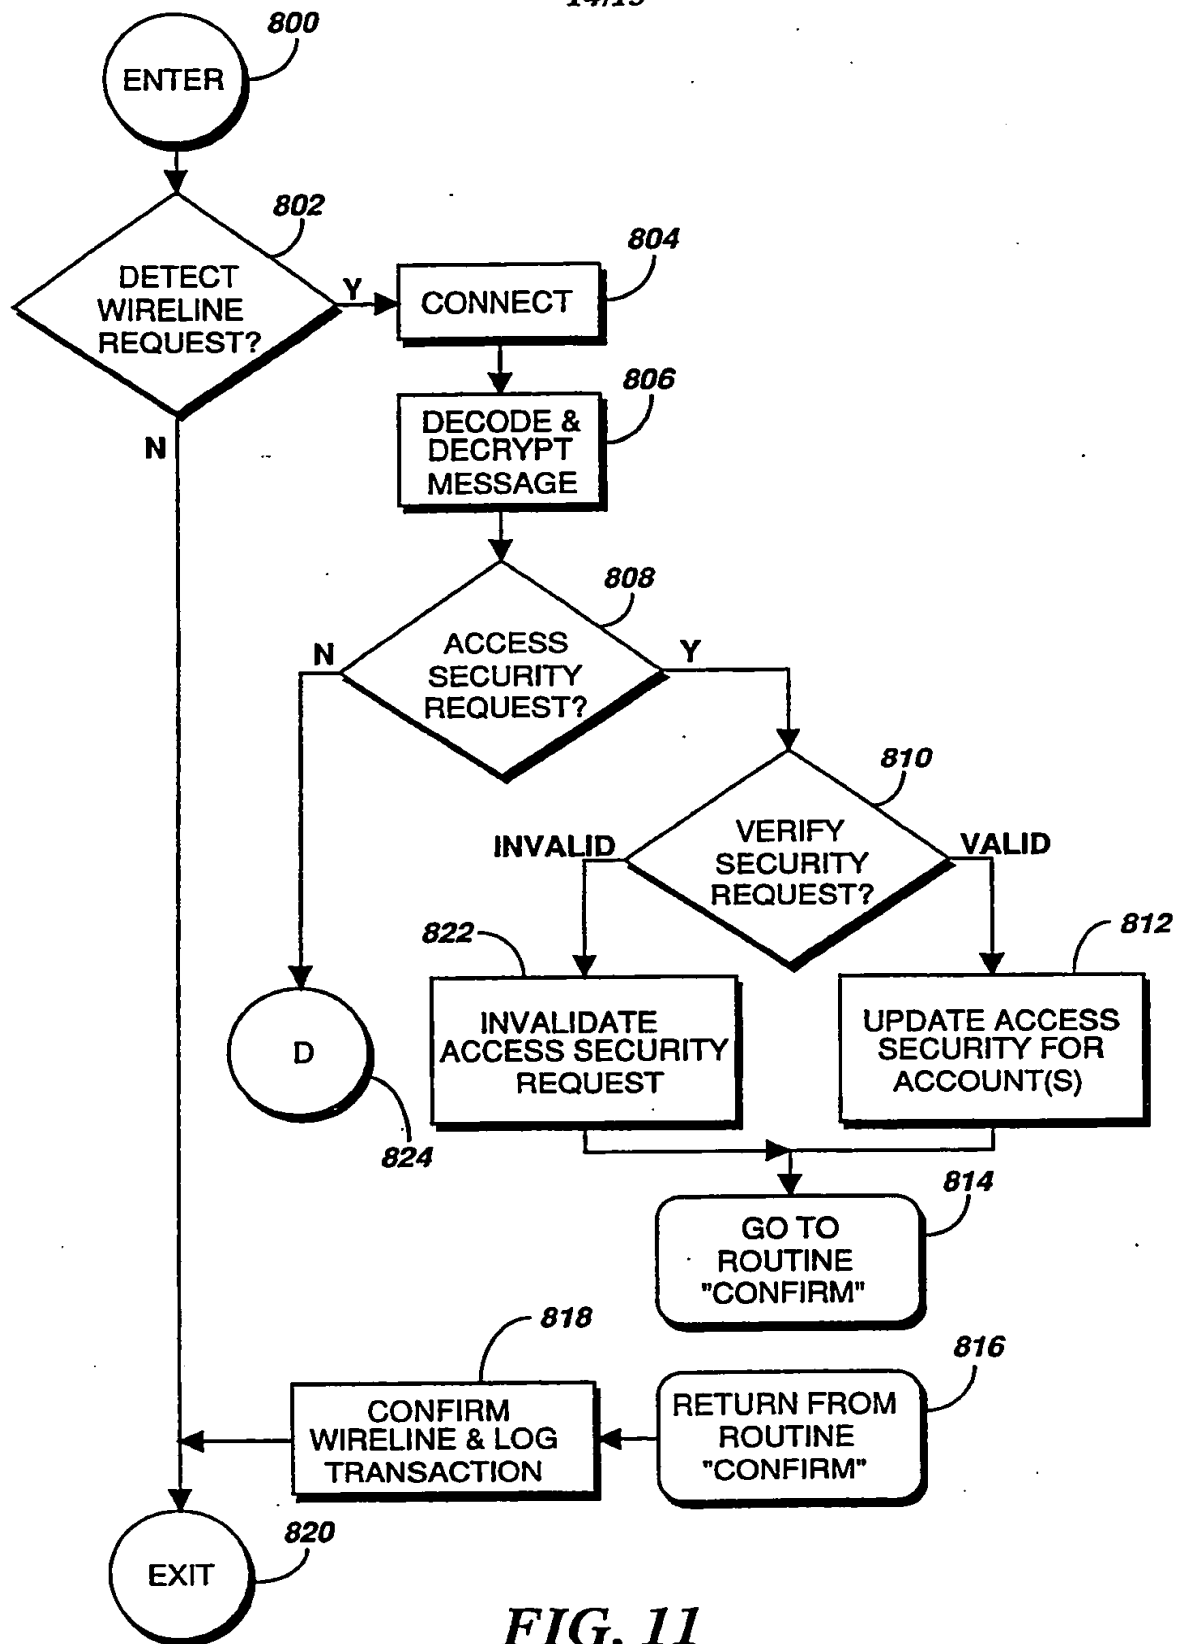 800
ENTER
802
DETECT
WIRELINE
REQUEST?
Y
N
804
CONNECT
806
DECODE &
DECRYPT
MESSAGE
808
ACCESS
SECURITY
REQUEST?
N
Y
810
VERIFY
SECURITY
REQUEST?
INVALID
VALID
822
INVALIDATE
ACCESS SECURITY
REQUEST
812
UPDATE ACCESS
SECURITY FOR
ACCOUNT(S)
D
824
814
GO TO
ROUTINE
"CONFIRM"
816
RETURN FROM
ROUTINE
"CONFIRM"
818
CONFIRM
WIRELINE & LOG
TRANSACTION
820
EXIT
FIG. 11